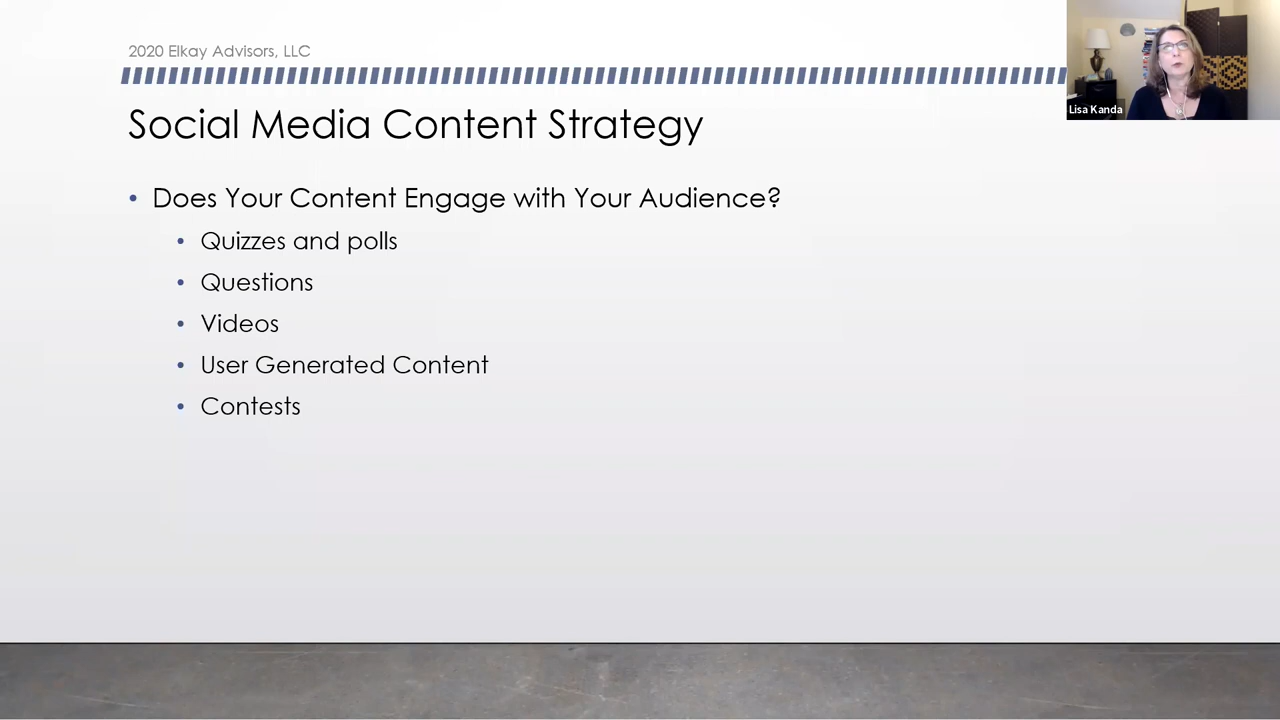 2020 Elkay Advisors, LLC
Social Media Content Strategy
• Does Your Content Engage with Your Audience?
• Quizzes and polls
• Questions
• Videos
• User Generated Content
• Contests
Lisa Kanda